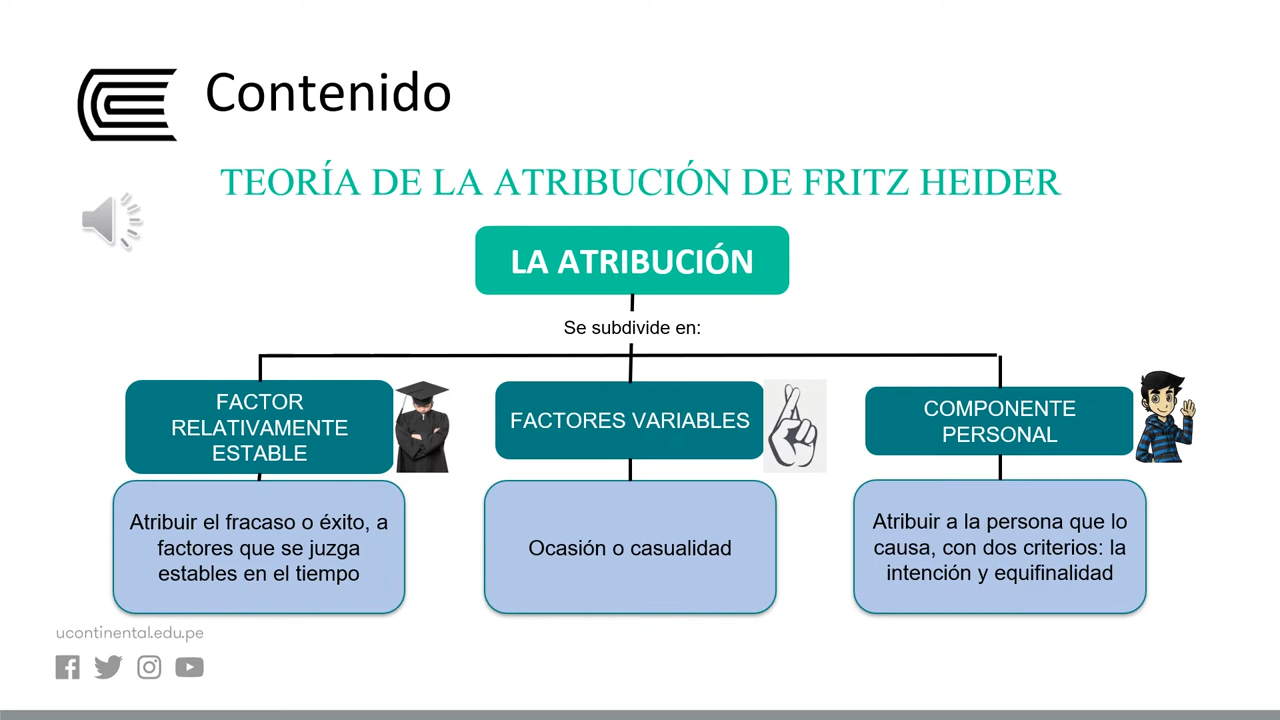 Contenido
TEORÍA DE LA ATRIBUCIÓN DE FRITZ HEIDER
LA ATRIBUCIÓN
Se subdivide en:
FACTOR
RELATIVAMENTE
ESTABLE
Atribuir el fracaso o éxito, a
factores que se juzga
estables en el tiempo
FACTORES VARIABLES
Ocasión o casualidad
COMPONENTE
PERSONAL
Atribuir a la persona que lo
causa, con dos criterios: la
intención y equifinalidad
ucontinental.edu.pe